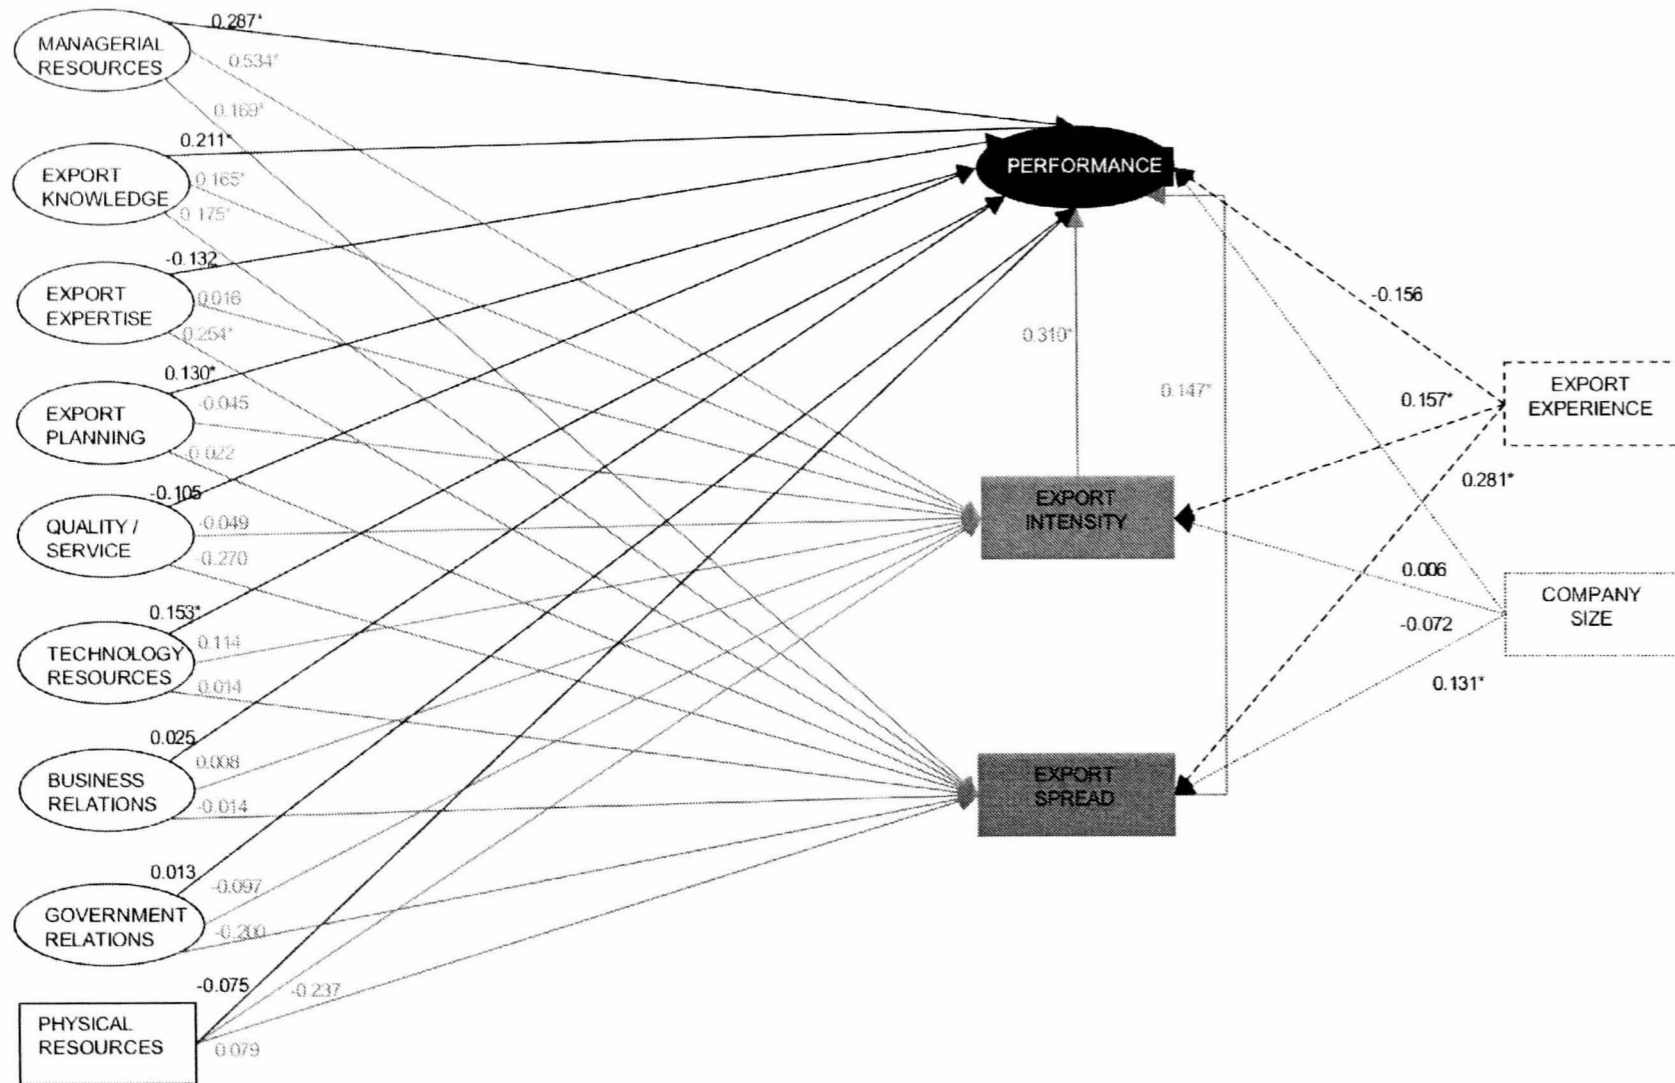 0.287*
MANAGERIAL
RESOURCES
0.534*
0.169*
0.211*
EXPORT
KNOWLEDGE
0.165*
0.175*
-0.132
EXPORT
EXPERTISE
0.016
0.254*
0.130*
EXPORT
PLANNING
-0.045
-0.022
-0.105
QUALITY /
SERVICE
-0.049
-0.270
0.153*
TECHNOLOGY
RESOURCES
0.114
0.014
0.025
BUSINESS
RELATIONS
0.008
-0.014
0.013
GOVERNMENT
RELATIONS
-0.097
-0.200
-0.075
PHYSICAL
RESOURCES
-0.237
0.079
PERFORMANCE
0.310*
0.147*
EXPORT
INTENSITY
EXPORT
SPREAD
-0.156
0.157*
0.281*
EXPORT
EXPERIENCE
0.006
-0.072
0.131*
COMPANY
SIZE